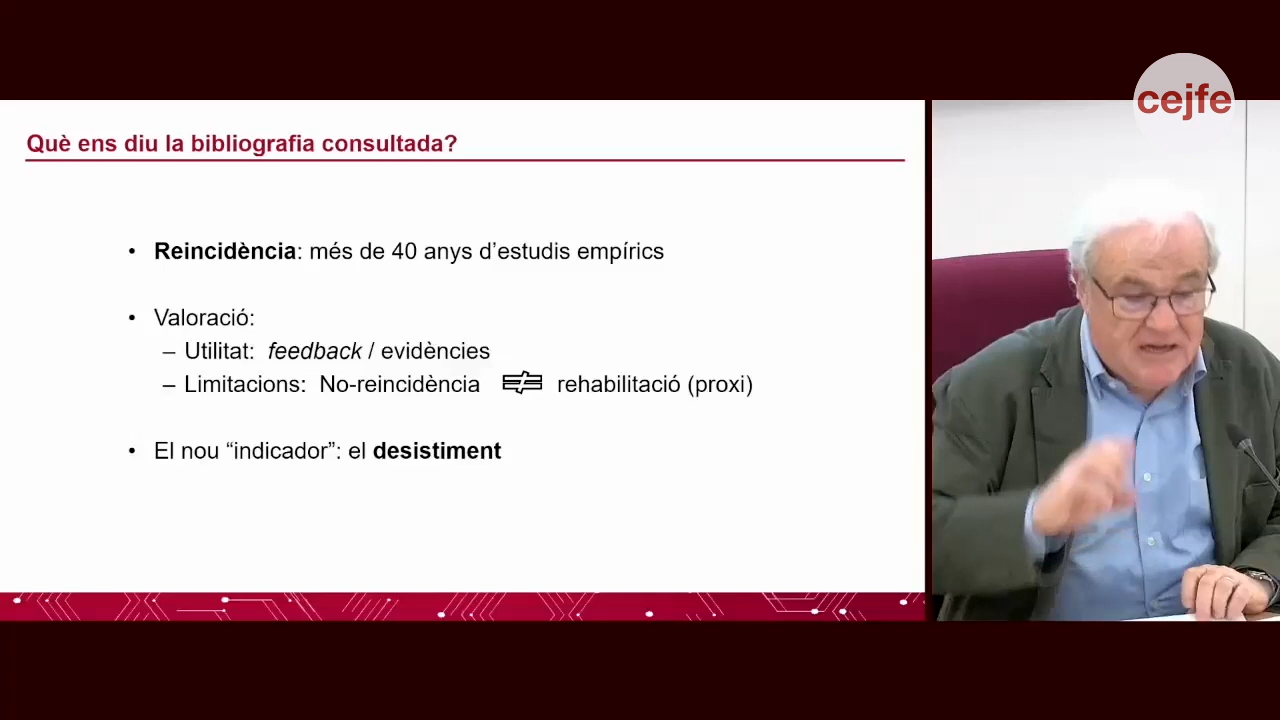 cejfe
Què ens diu la bibliografia consultada?
• Reincidència: més de 40 anys d’estudis empírics
• Valoració:
– Utilitat: feedback / evidències
– Limitacions: No-reincidència ≠ rehabilitació (proxi)
• El nou “indicador”: el desistiment